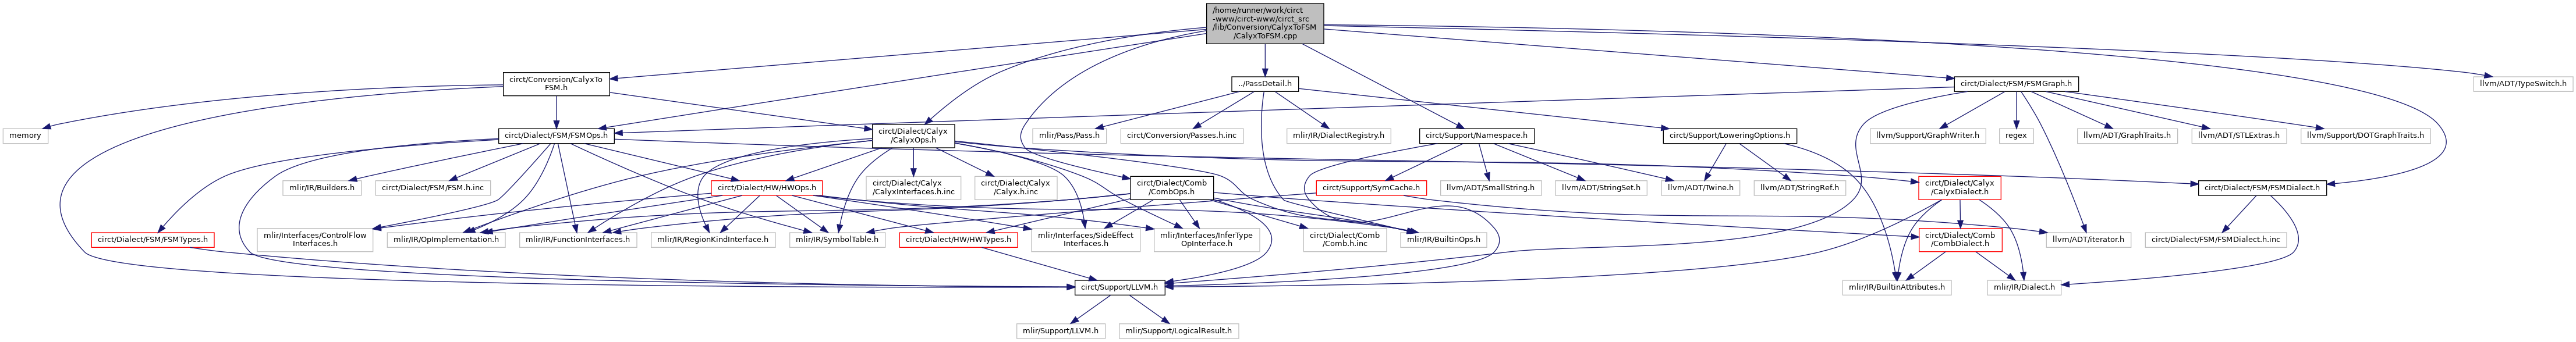 /home/runner/work/circt
-www/circt-www/circt_src
/lib/Conversion/CalyxToFSM
/CalyxToFSM.cpp
circt/Conversion/CalyxTo
FSM.h
../PassDetail.h
circt/Dialect/FSM/FSMGraph.h
llvm/ADT/TypeSwitch.h
memory
circt/Dialect/FSM/FSMOps.h
circt/Dialect/Calyx
/CalyxOps.h
mlir/Pass/Pass.h
circt/Conversion/Passes.h.inc
mlir/IR/DialectRegistry.h
circt/Support/Namespace.h
circt/Support/LoweringOptions.h
llvm/Support/GraphWriter.h
regex
llvm/ADT/GraphTraits.h
llvm/ADT/STLExtras.h
llvm/Support/DOTGraphTraits.h
mlir/IR/Builders.h
circt/Dialect/FSM/FSM.h.inc
circt/Dialect/HW/HWOps.h
circt/Dialect/Calyx
/CalyxInterfaces.h.inc
circt/Dialect/Calyx
/Calyx.h.inc
circt/Dialect/Comb
/CombOps.h
circt/Support/SymCache.h
llvm/ADT/SmallString.h
llvm/ADT/StringSet.h
llvm/ADT/Twine.h
llvm/ADT/StringRef.h
circt/Dialect/Calyx
/CalyxDialect.h
circt/Dialect/FSM/FSMDialect.h
circt/Dialect/FSM/FSMTypes.h
mlir/Interfaces/ControlFlow
Interfaces.h
mlir/IR/OpImplementation.h
mlir/IR/FunctionInterfaces.h
mlir/IR/RegionKindInterface.h
mlir/IR/SymbolTable.h
circt/Dialect/HW/HWTypes.h
mlir/Interfaces/SideEffect
Interfaces.h
mlir/Interfaces/InferType
OpInterface.h
circt/Dialect/Comb
/Comb.h.inc
mlir/IR/BuiltinOps.h
circt/Dialect/Comb
/CombDialect.h
llvm/ADT/iterator.h
circt/Dialect/FSM/FSMDialect.h.inc
circt/Support/LLVM.h
mlir/IR/BuiltinAttributes.h
mlir/IR/Dialect.h
mlir/Support/LLVM.h
mlir/Support/LogicalResult.h